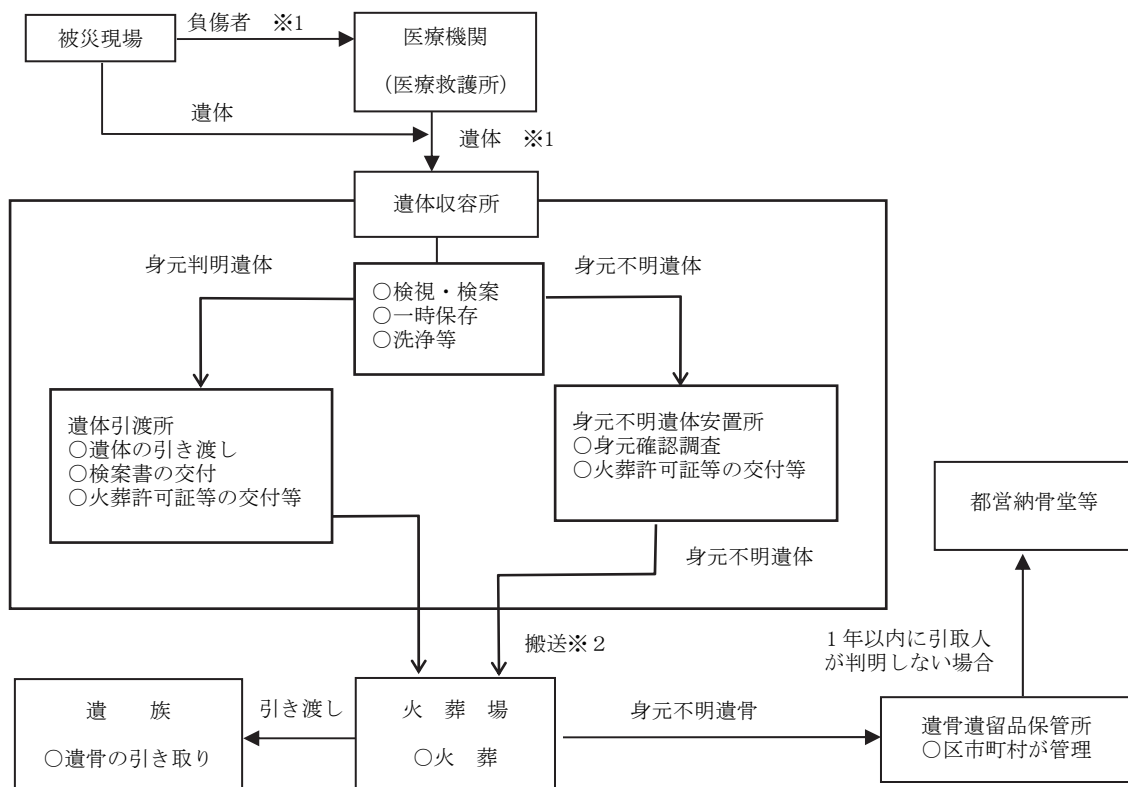 被災現場
負傷者 ※1
医療機関
（医療救護所）
遺体
遺体 ※1
遺体収容所
身元判明遺体
身元不明遺体
○検視・検案
○一時保存
○洗浄等
遺体引渡所
○遺体の引き渡し
○検案書の交付
○火葬許可証等の交付等
身元不明遺体安置所
○身元確認調査
○火葬許可証等の交付等
都営納骨堂等
身元不明遺体
搬送※２
１年以内に引取人
が判明しない場合
遺　族
○遺骨の引き取り
引き渡し
火 葬 場
○火 葬
身元不明遺骨
遺骨遺留品保管所
○区市町村が管理